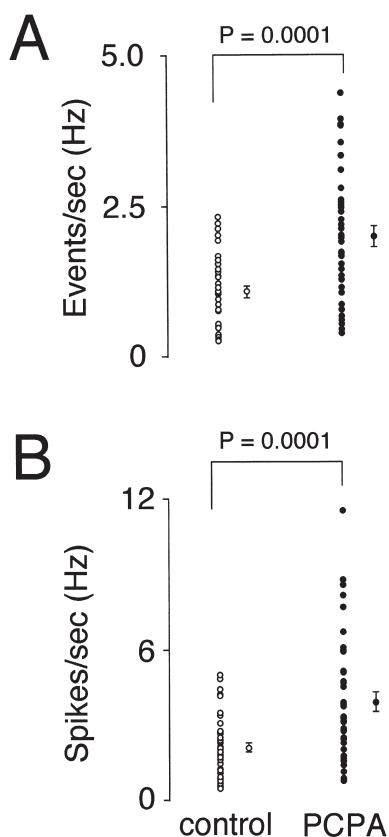 A
P = 0.0001
5.0
2.5
0
Events/sec (Hz)
B
P = 0.0001
12
6
0
Spikes/sec (Hz)
control PCPA